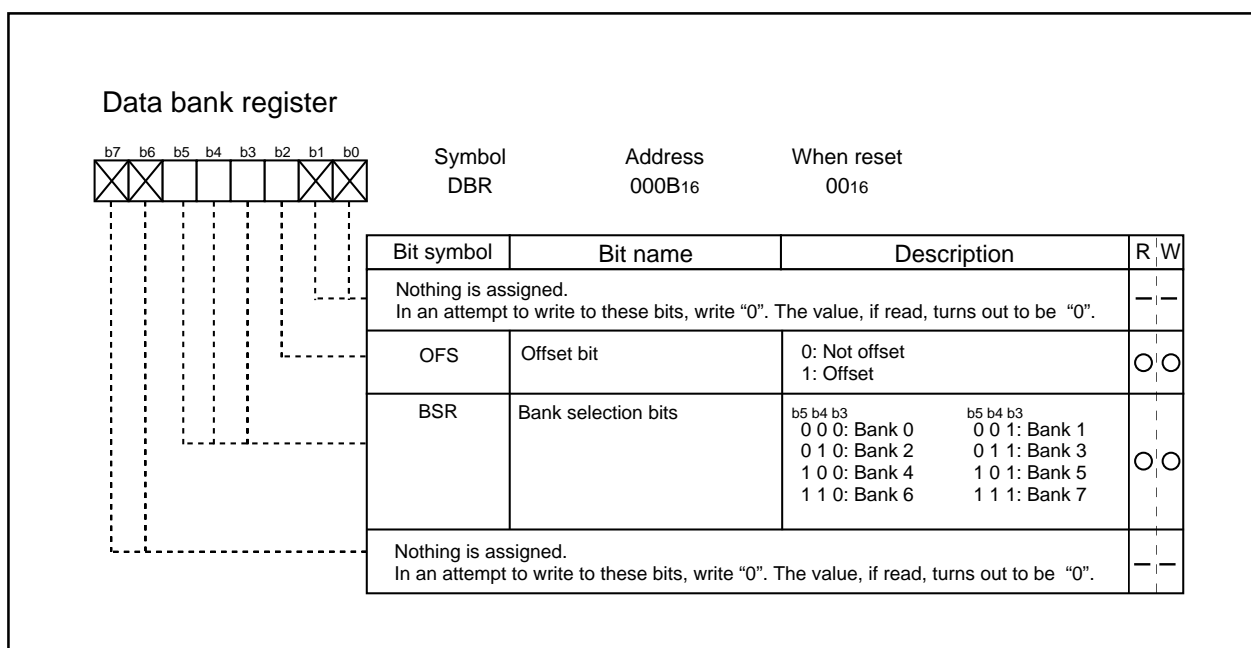 Data bank register
b7 b6 b5 b4 b3 b2 b1 b0
Symbol Address When reset
DBR 000B16 0016
Bit symbol Bit name Description R W
Nothing is assigned.
In an attempt to write to these bits, write “0”. The value, if read, turns out to be “0”.
OFS Offset bit 0: Not offset
1: Offset
BSR Bank selection bits b5 b4 b3 b5 b4 b3
0 0 0: Bank 0 0 0 1: Bank 1
0 1 0: Bank 2 0 1 1: Bank 3
1 0 0: Bank 4 1 0 1: Bank 5
1 1 0: Bank 6 1 1 1: Bank 7
Nothing is assigned.
In an attempt to write to these bits, write “0”. The value, if read, turns out to be “0”.